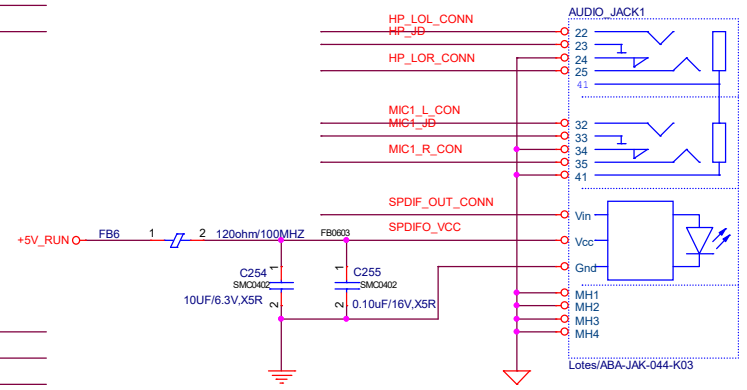 AUDIO_JACK1
HP_LOL_CONN
22
HP_JD
23
HP_LOR_CONN
24
25
41
MIC1_L_CON
32
MIC1_JD
33
MIC1_R_CON
34
35
41
SPDIF_OUT_CONN
Vin
SPDIFO_VCC
+5V_RUN FB6 1 2 120ohm/100MHZ FB0603 Vcc
Gnd
C254 1 C255 1
SMC0402 SMC0402
10UF/6.3V,X5R 2 0.10uF/16V,X5R 2
MH1
MH2
MH3
MH4
Lotes/ABA-JAK-044-K03